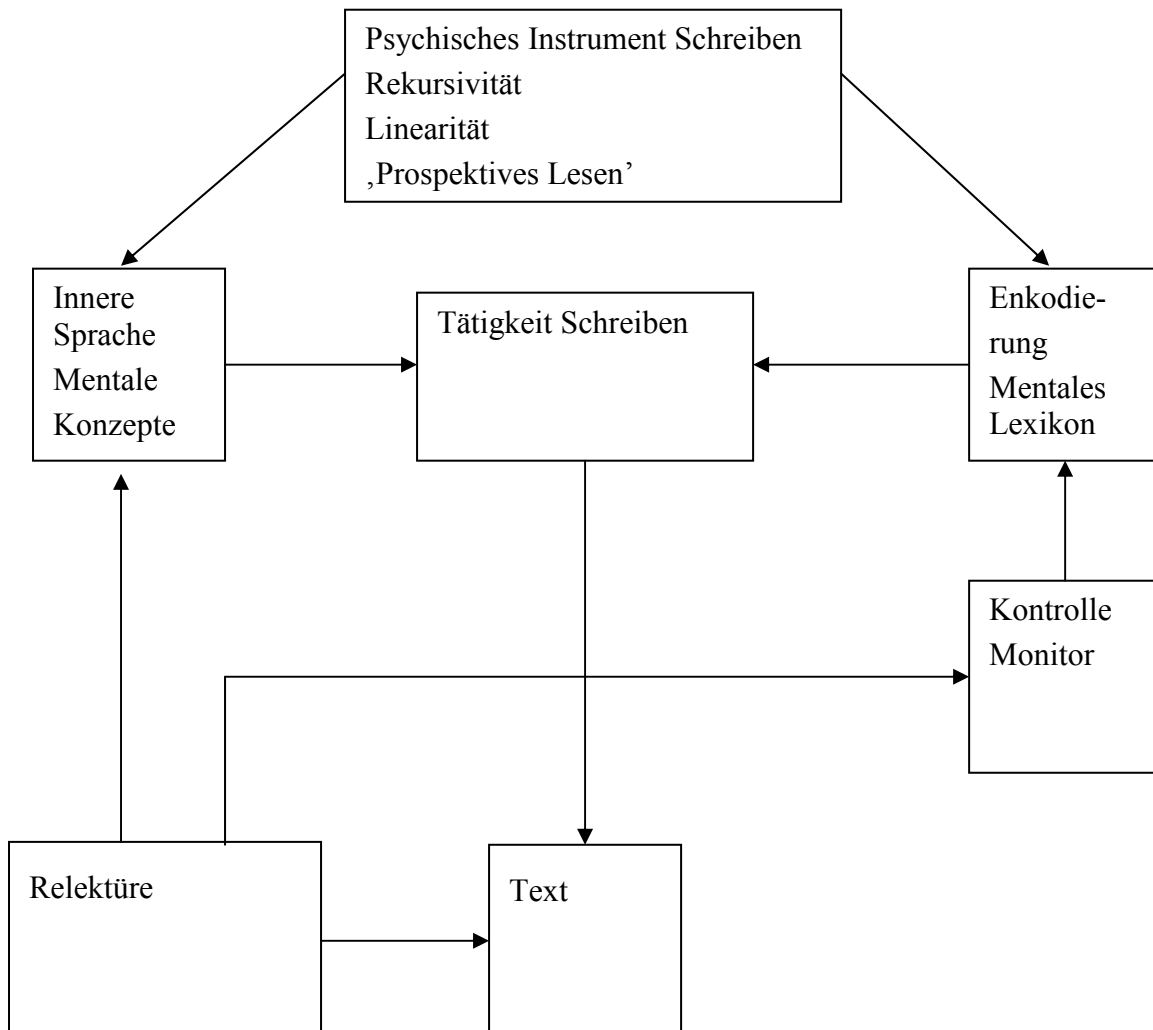 Psychisches Instrument Schreiben
Rekursivität
Linearität
‚Prospektives Lesen’
Innere
Sprache
Mentale
Konzepte
Tätigkeit Schreiben
Enkodie-
rung
Mentales
Lexikon
Kontrolle
Monitor
Relektüre
Text